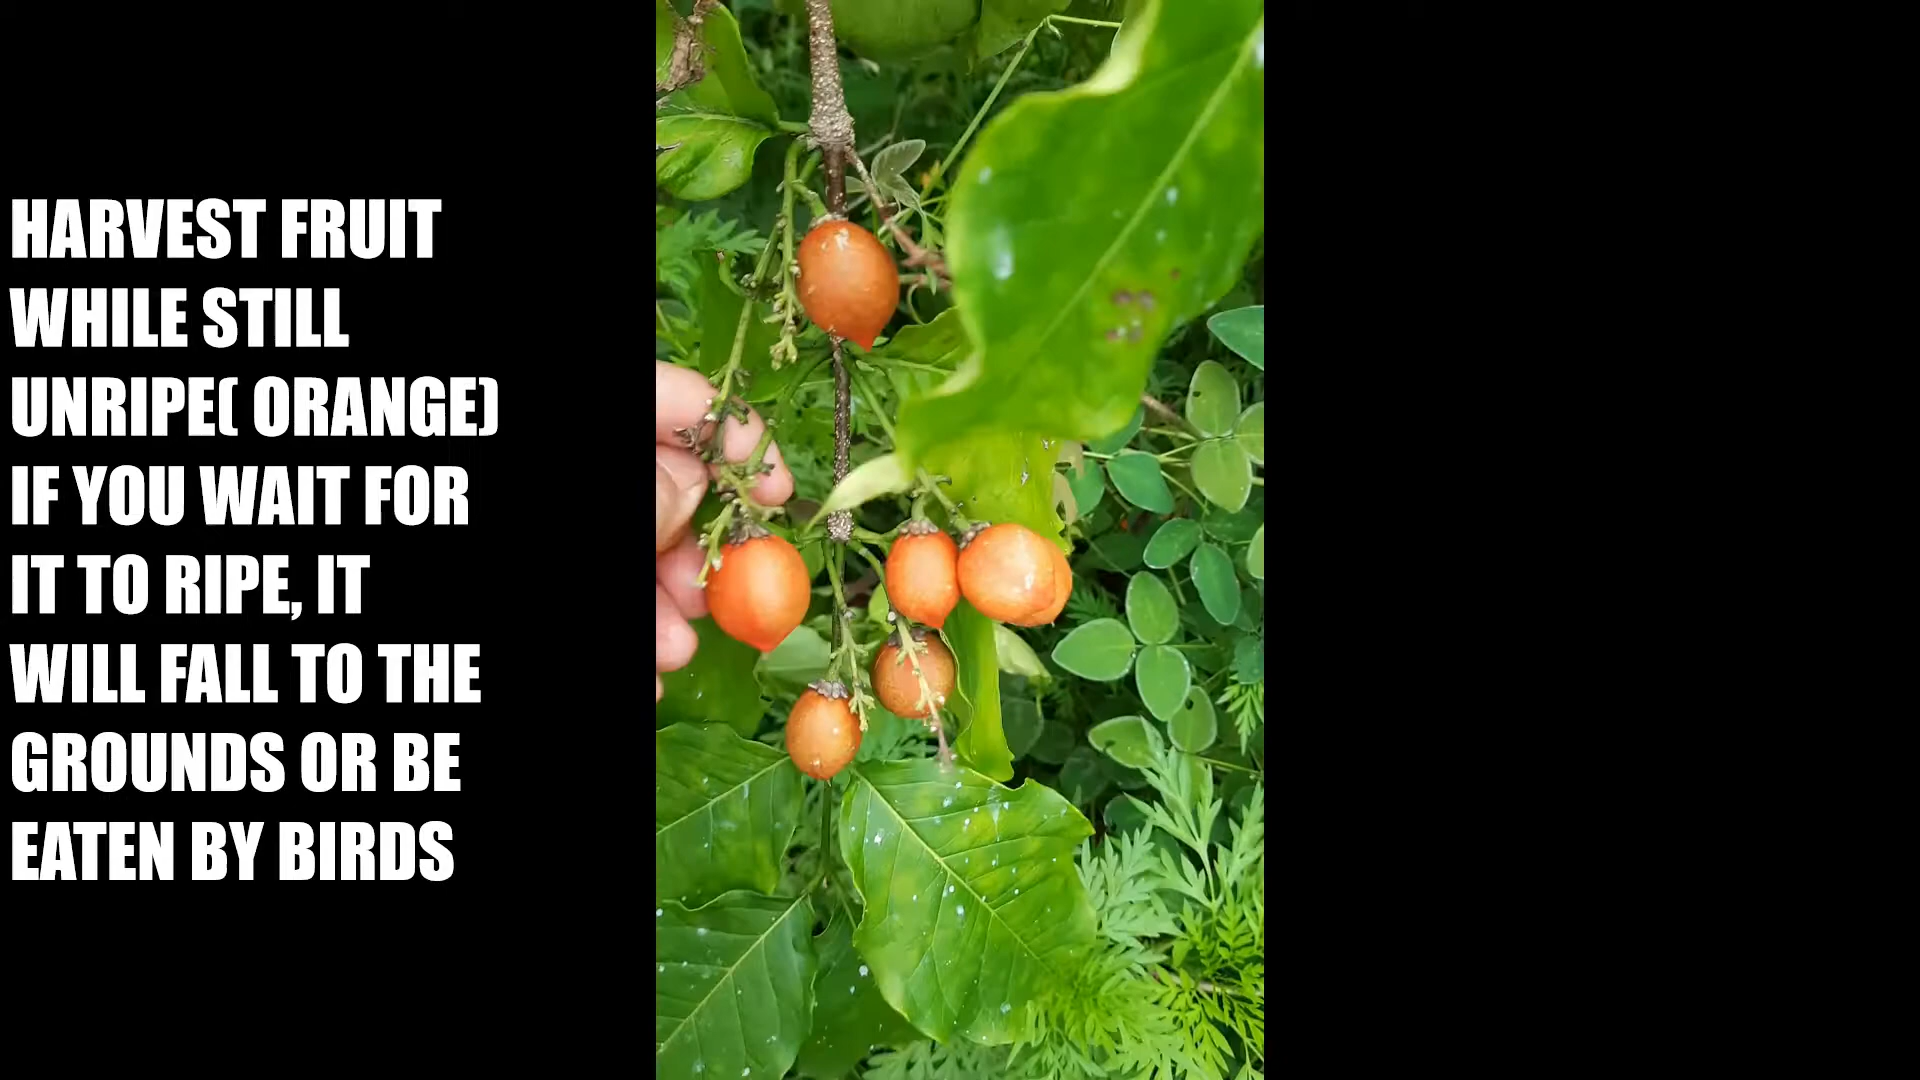 HARVEST FRUIT
WHILE STILL
UNRIPE( ORANGE)
IF YOU WAIT FOR
IT TO RIPE, IT
WILL FALL TO THE
GROUNDS OR BE
EATEN BY BIRDS